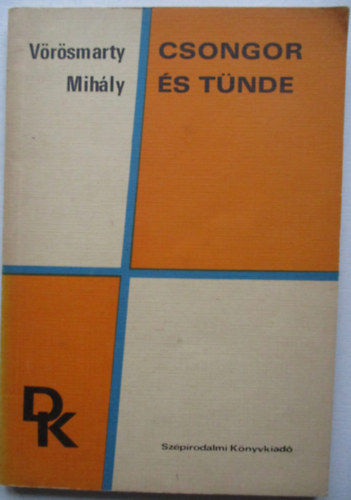 Vörösmarty
Mihály
CSONGOR
ÉS TÜNDE
DK
Szépirodalmi Könyvkiadó